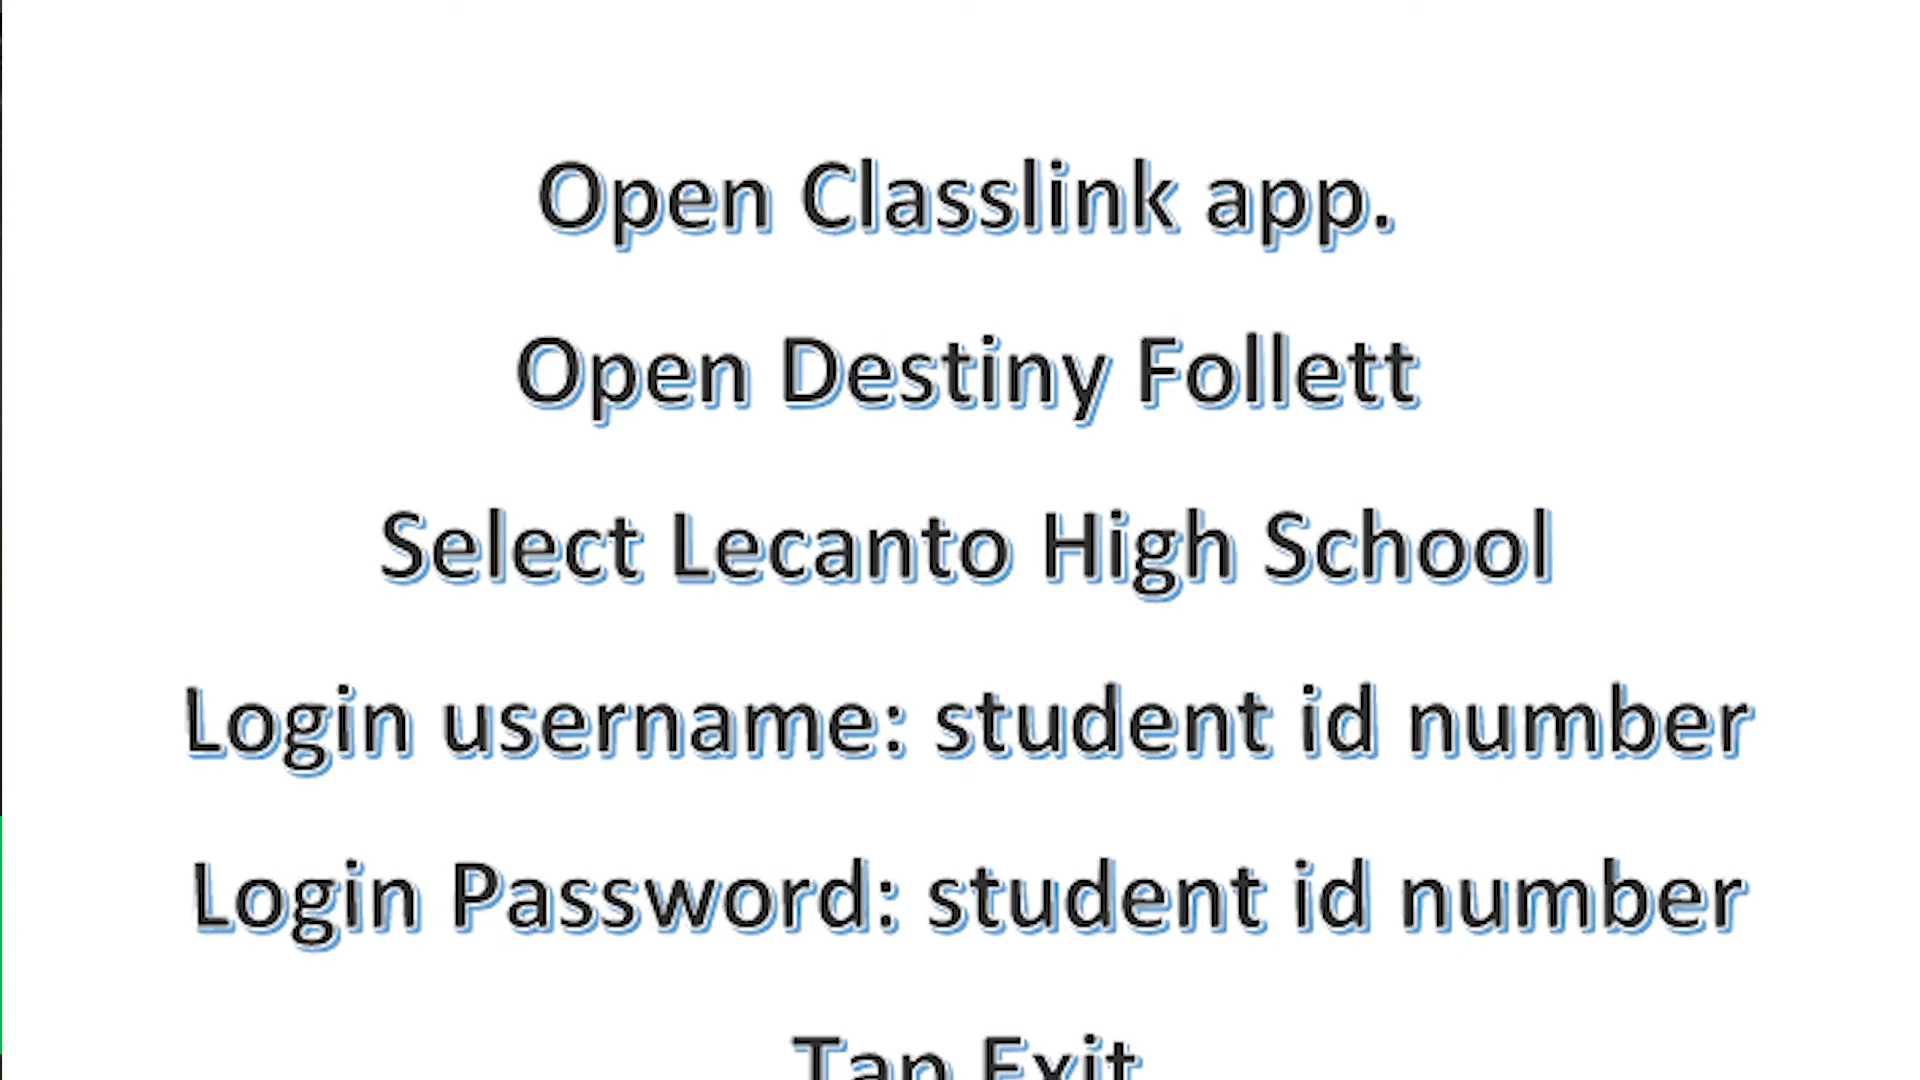 Open Classlink app.
Open Destiny Follett
Select Lecanto High School
Login username: student id number
Login Password: student id number
Tap Exit